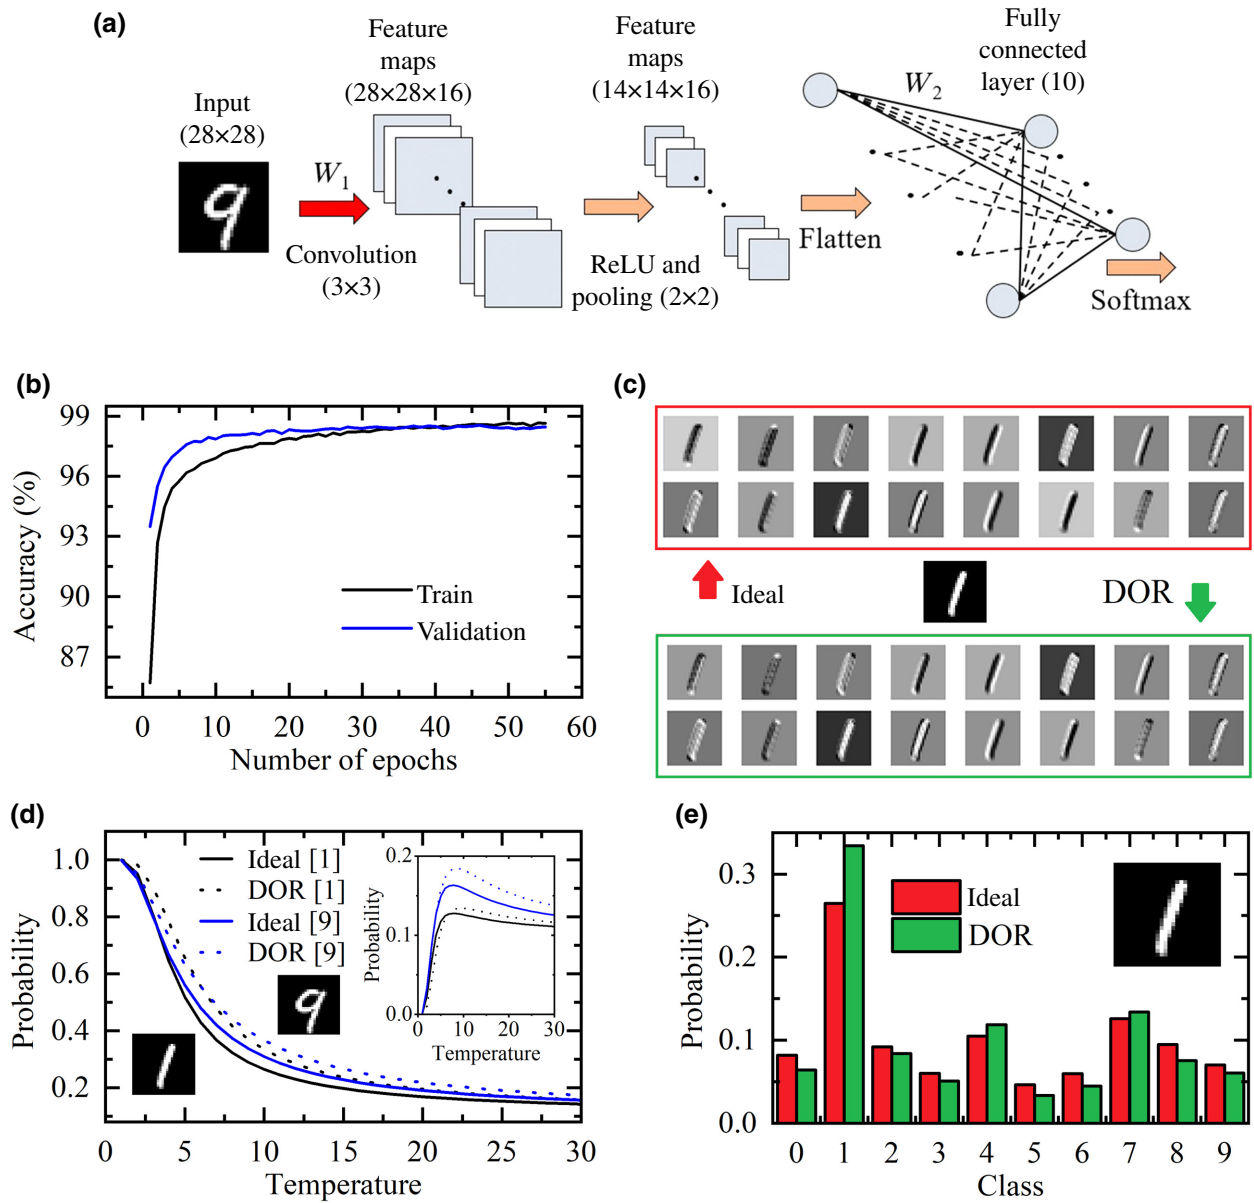 (a)
Input
(28×28)
W1
Convolution
(3×3)
Feature
maps
(28×28×16)
ReLU and
pooling (2×2)
Feature
maps
(14×14×16)
Flatten
W2
Fully
connected
layer (10)
Softmax
(b)
99
96
93
90
87
Accuracy (%)
Train
Validation
0 10 20 30 40 50 60
Number of epochs
(c)
Ideal
DOR
(d)
1.0
0.8
0.6
0.4
0.2
Probability
Ideal [1]
DOR [1]
Ideal [9]
DOR [9]
0.2
0.1
0.0
Probability
0 10 20 30
Temperature
0 5 10 15 20 25 30
Temperature
(e)
0.3
0.2
0.1
0.0
Probability
Ideal
DOR
0 1 2 3 4 5 6 7 8 9
Class